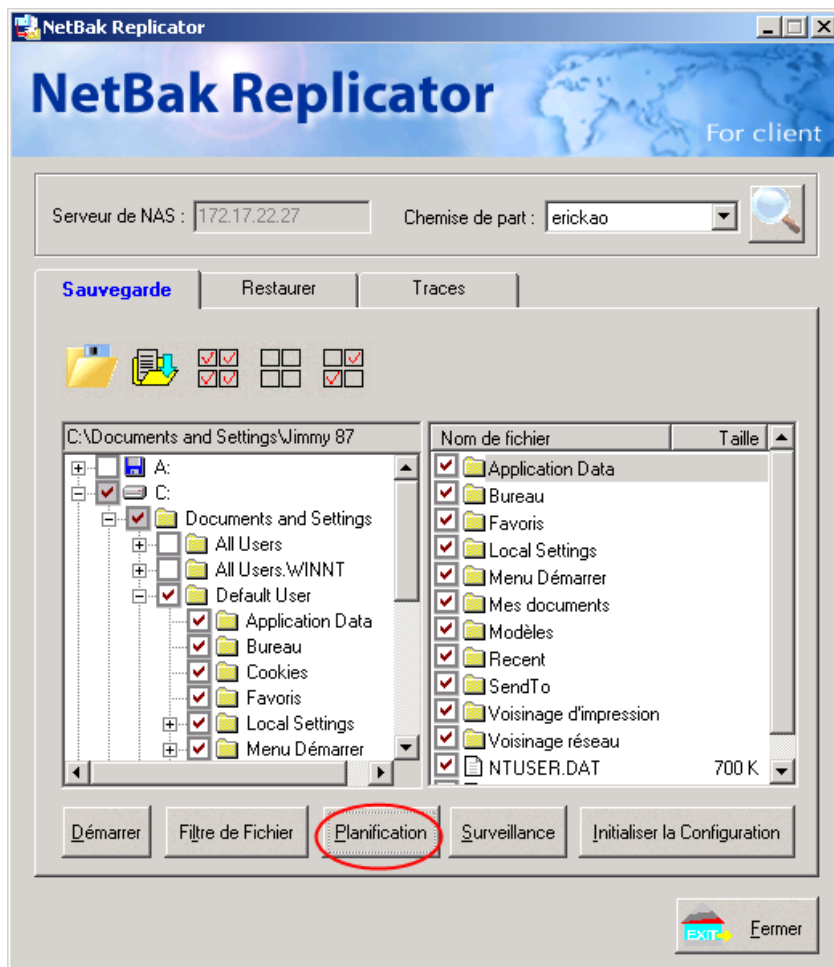 NetBak Replicator
NetBak Replicator
For client
Serveur de NAS : 172.17.22.27
Chemise de part : erickao
Sauvegarde
Restaurer
Traces
C:\Documents and Settings\Jimmy 87
A:
C:
Documents and Settings
All Users
All Users.WINNT
Default User
Application Data
Bureau
Cookies
Favoris
Local Settings
Menu Démarrer
Nom de fichier Taille
Application Data
Bureau
Favoris
Local Settings
Menu Démarrer
Mes documents
Modèles
Recent
SendTo
Voisinage d'impression
Voisinage réseau
NTUSER.DAT 700 K
Démarrer
Filtre de Fichier
Planification
Surveillance
Initialiser la Configuration
EXIT
Fermer